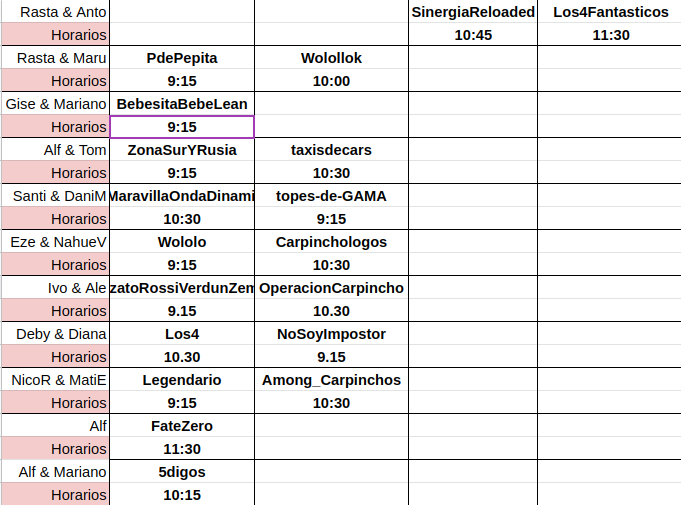 Rasta & Anto SinergiaReloaded Los4Fantasticos
Horarios 10:45 11:30
Rasta & Maru PdePepita Wolollok
Horarios 9:15 10:00
Gise & Mariano BebesitaBebeLean
Horarios 9:15
Alf & Tom ZonaSurYRusia taxisdecars
Horarios 9:15 10:30
Santi & DaniM MaravillaOndaDinami topes-de-GAMA
Horarios 10:30 9:15
Eze & NahueV Wololo Carpinchologos
Horarios 9:15 10:30
Ivo & Ale zatoRossiVerdunZem OperacionCarpincho
Horarios 9.15 10.30
Deby & Diana Los4 NoSoyImpostor
Horarios 10.30 9.15
NicoR & MatiE Legendario Among_Carpinchos
Horarios 9:15 10:30
Alf FateZero
Horarios 11:30
Alf & Mariano 5digos
Horarios 10:15